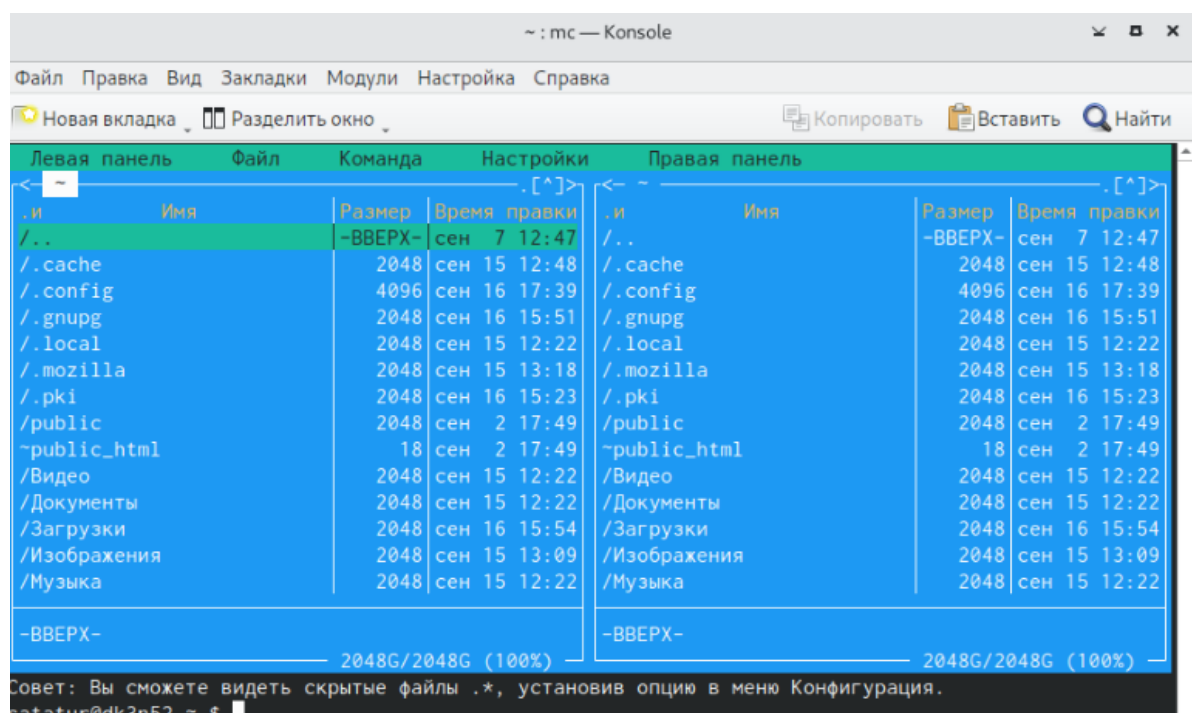 ~ : mc — Konsole
Файл Правка Вид Закладки Модули Настройка Справка
Новая вкладка Разделить окно Копировать Вставить Найти
Левая панель Файл Команда Настройки Правая панель
<— ~ .[^]> <— ~ .[^]>
.и Имя Размер Время правки .и Имя Размер Время правки
/.. -ВВЕРХ- сен 7 12:47 /.. -ВВЕРХ- сен 7 12:47
/.cache 2048 сен 15 12:48 /.cache 2048 сен 15 12:48
/.config 4096 сен 16 17:39 /.config 4096 сен 16 17:39
/.gnupg 2048 сен 16 15:51 /.gnupg 2048 сен 16 15:51
/.local 2048 сен 15 12:22 /.local 2048 сен 15 12:22
/.mozilla 2048 сен 15 13:18 /.mozilla 2048 сен 15 13:18
/.pki 2048 сен 16 15:23 /.pki 2048 сен 16 15:23
/public 2048 сен 2 17:49 /public 2048 сен 2 17:49
~public_html 18 сен 2 17:49 ~public_html 18 сен 2 17:49
/Видео 2048 сен 15 12:22 /Видео 2048 сен 15 12:22
/Документы 2048 сен 15 12:22 /Документы 2048 сен 15 12:22
/Загрузки 2048 сен 16 15:54 /Загрузки 2048 сен 16 15:54
/Изображения 2048 сен 15 13:09 /Изображения 2048 сен 15 13:09
/Музыка 2048 сен 15 12:22 /Музыка 2048 сен 15 12:22
-ВВЕРХ- -ВВЕРХ-
2048G/2048G (100%) 2048G/2048G (100%)
Совет: Вы сможете видеть скрытые файлы .*, установив опцию в меню Конфигурация.
~ $